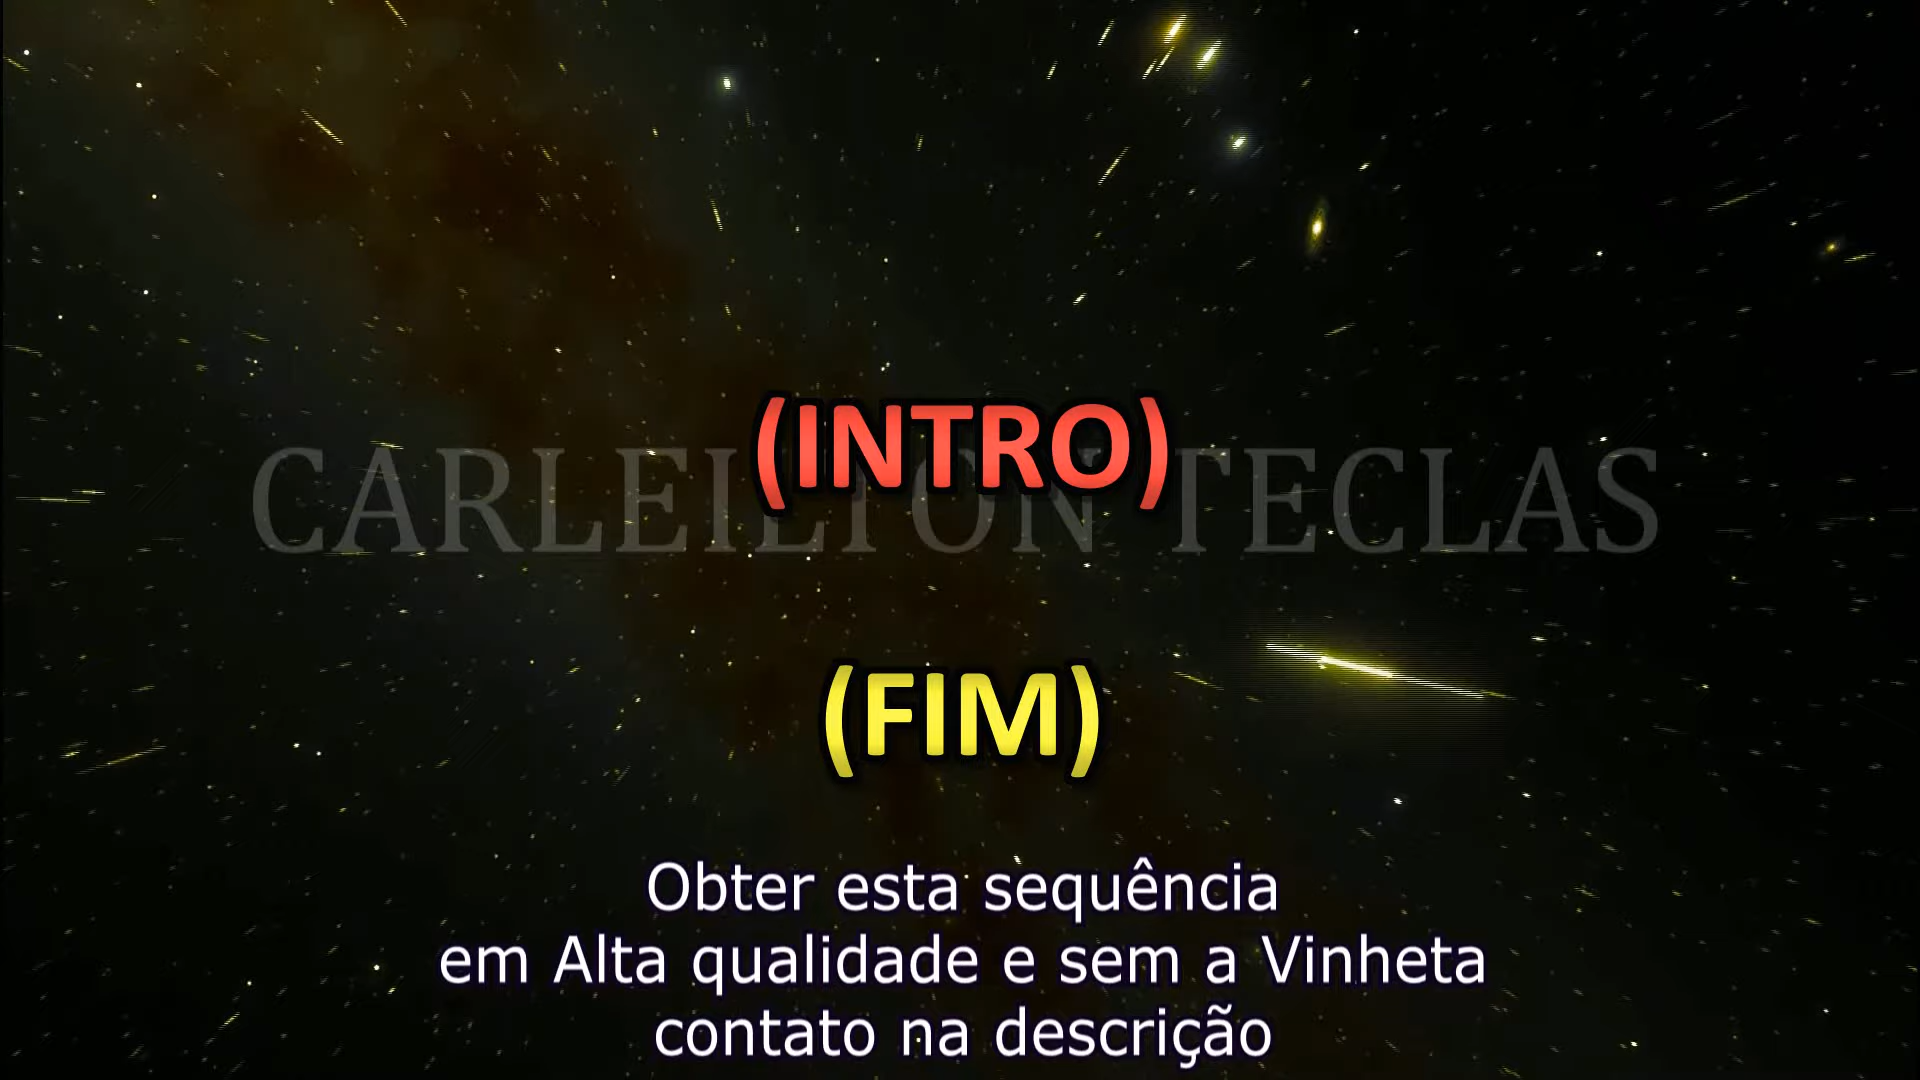 (INTRO)
CARLEILTON TECLAS
(FIM)
Obter esta sequência
em Alta qualidade e sem a Vinheta
contato na descrição